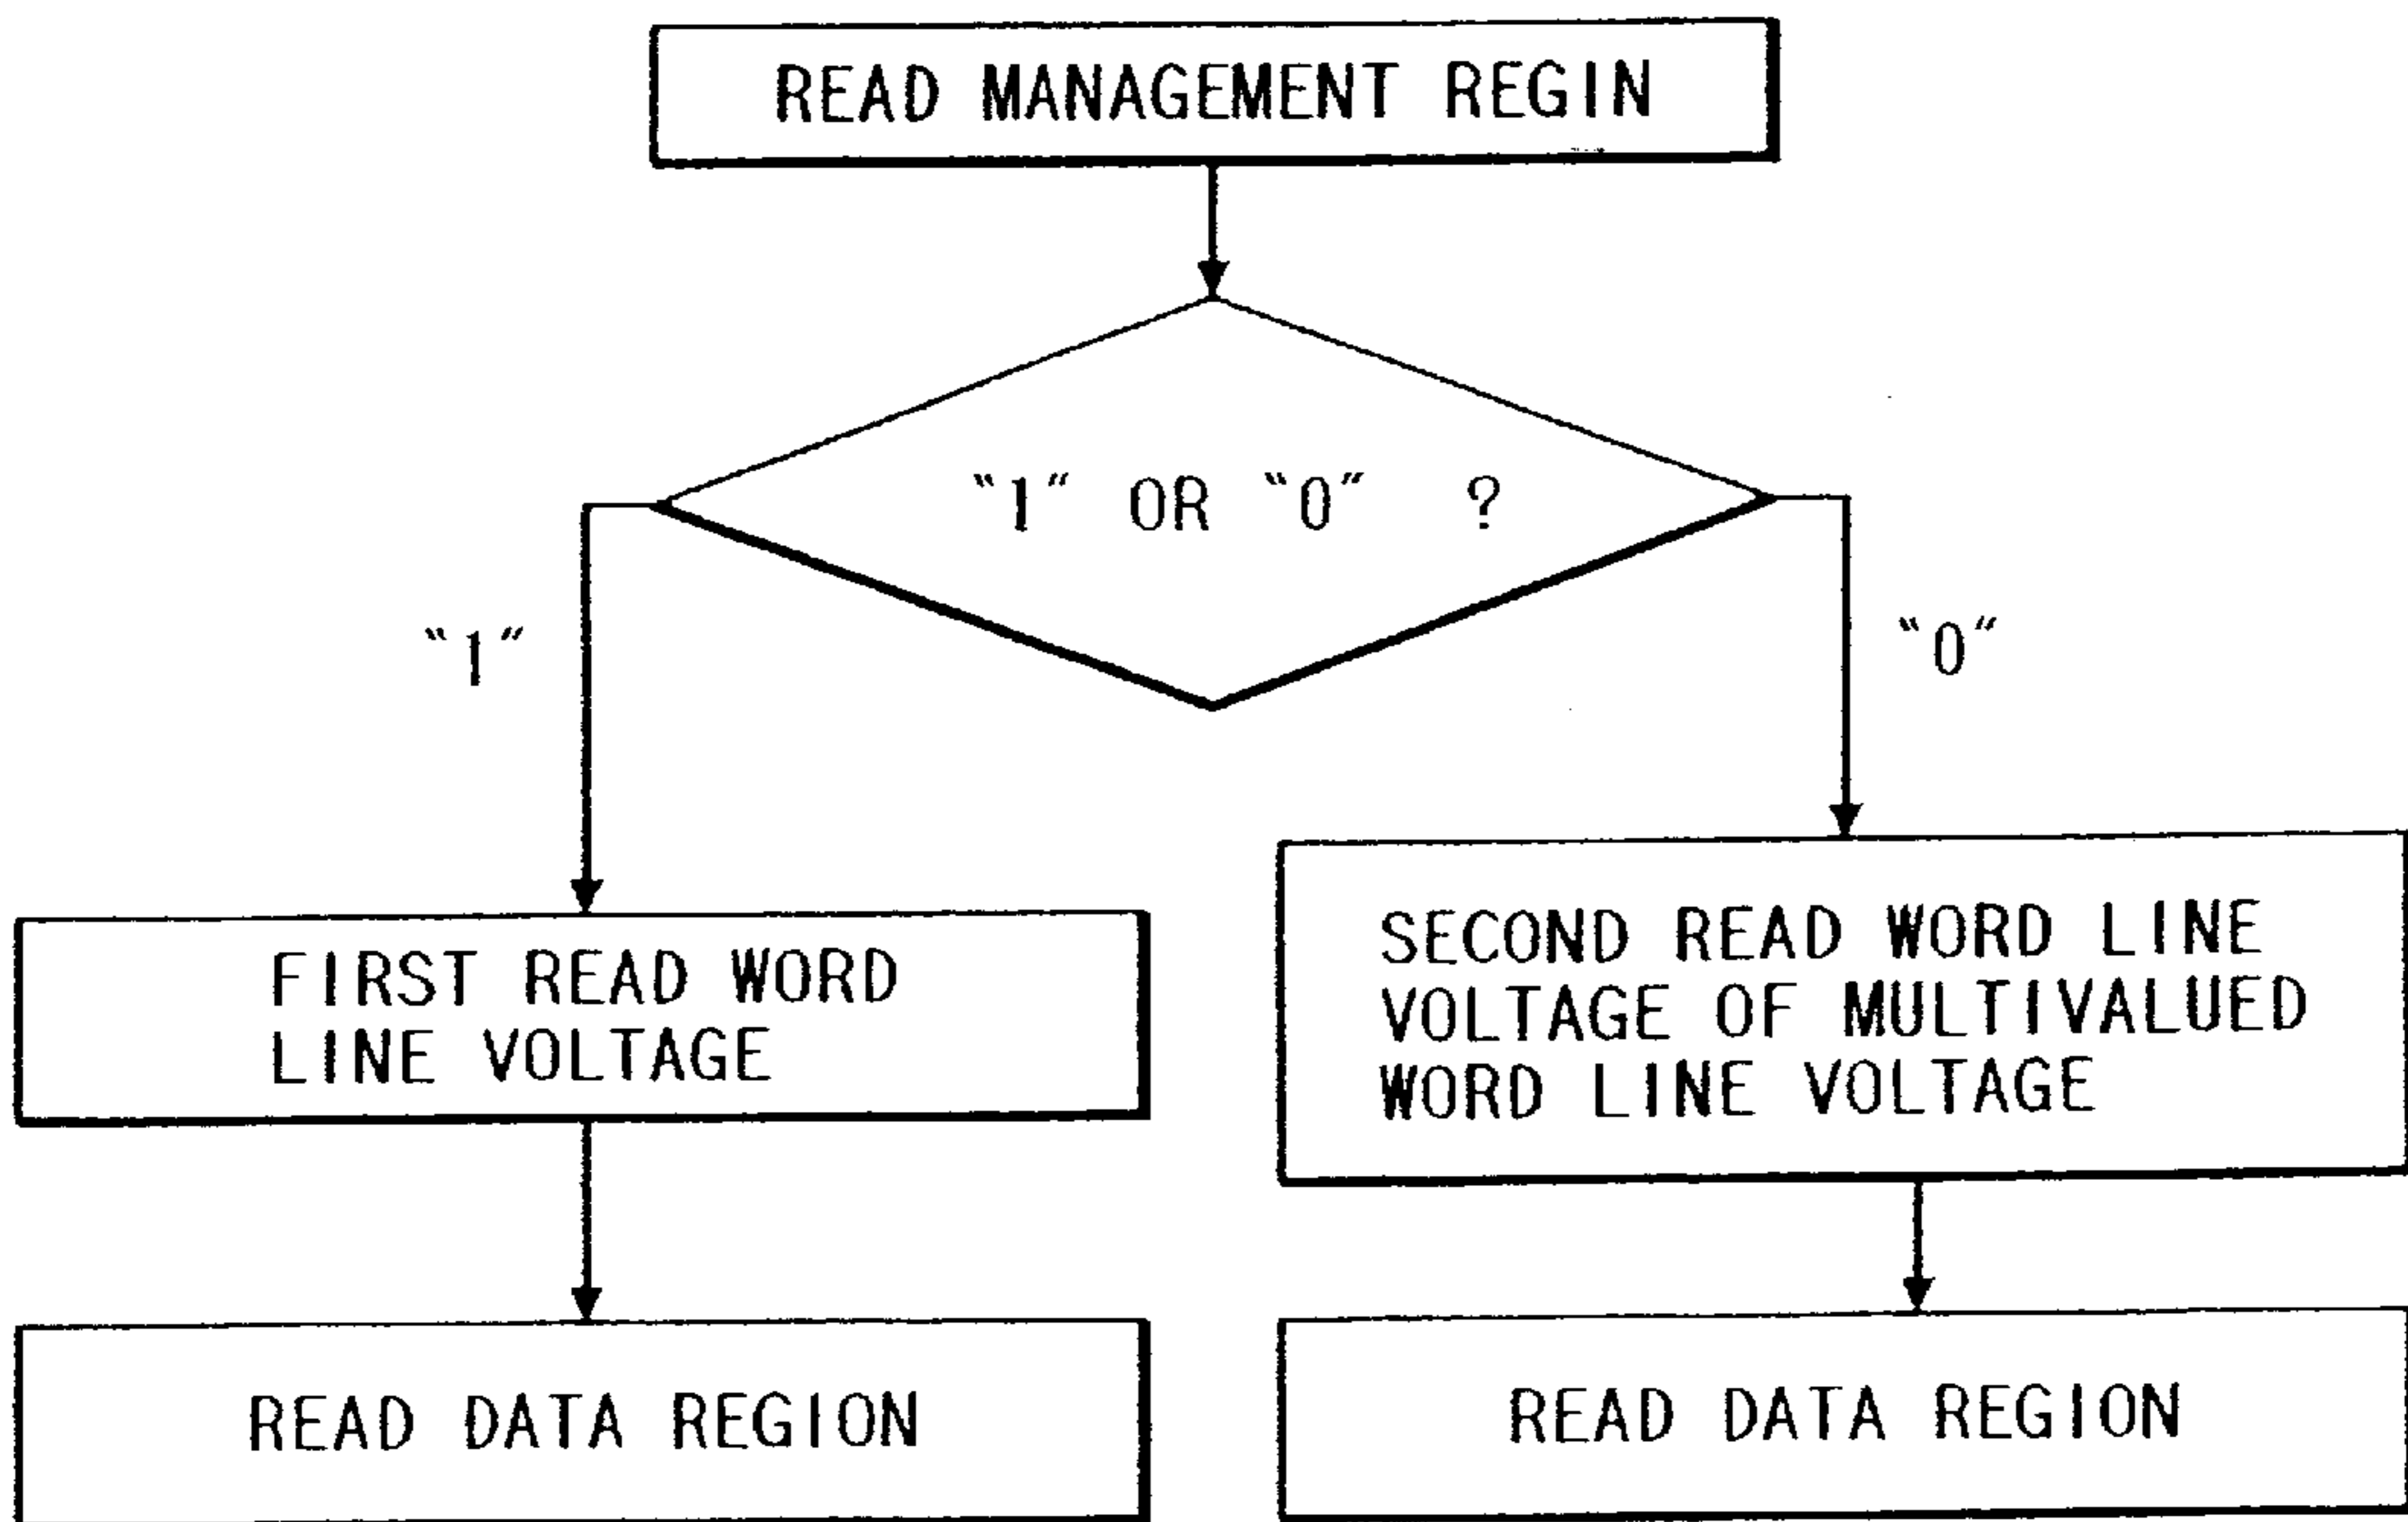 READ MANAGEMENT REGIN
"1" OR "0" ?
"1"
"0"
FIRST READ WORD
LINE VOLTAGE
SECOND READ WORD LINE
VOLTAGE OF MULTIVALUED
WORD LINE VOLTAGE
READ DATA REGION
READ DATA REGION